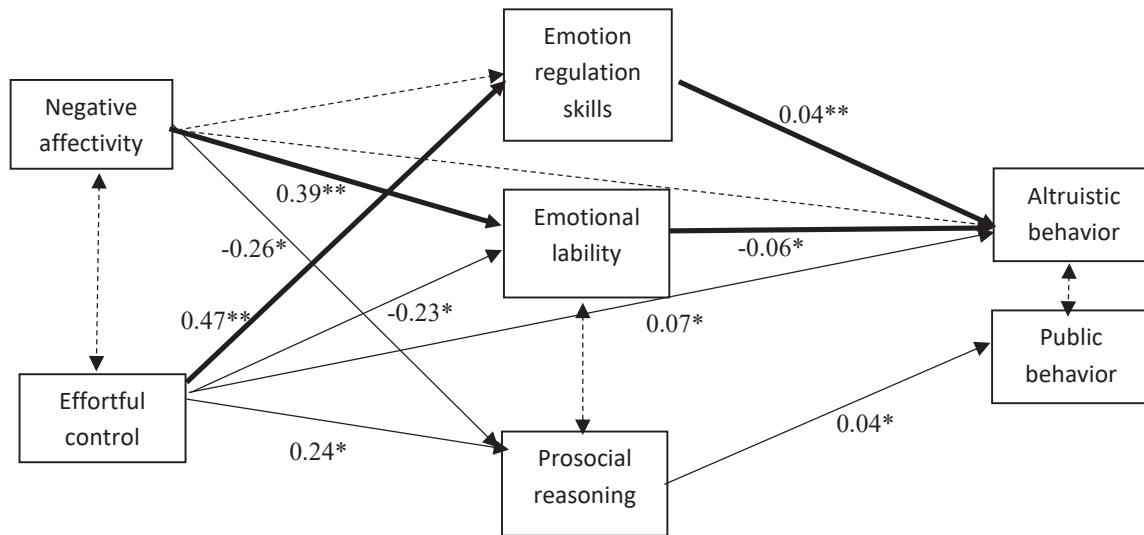 Emotion
regulation
skills
Negative
affectivity
0.04**
0.39**
Emotional
lability
Altruistic
behavior
-0.26*
-0.06*
0.47**
-0.23*
0.07*
Public
behavior
Effortful
control
0.24*
Prosocial
reasoning
0.04*